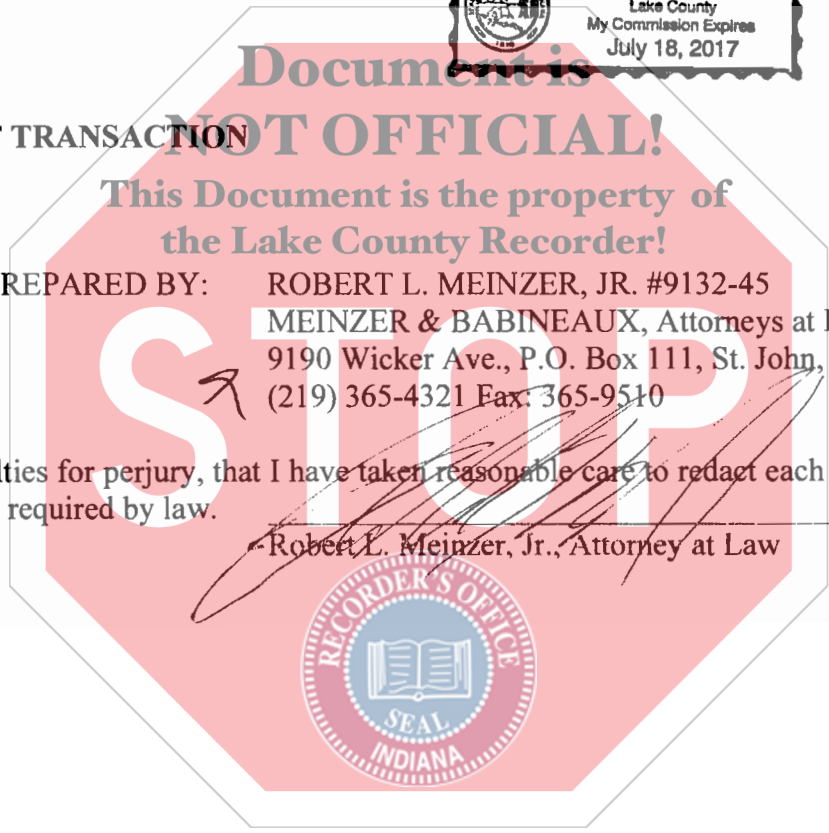 Lake County
My Commission Expires
July 18, 2017
Document is
NOT OFFICIAL!
TRANSACTION
This Document is the property of
the Lake County Recorder!
REPARED BY: ROBERT L. MEINZER, JR. #9132-45
MEINZER & BABINEAUX, Attorneys at
9190 Wicker Ave., P.O. Box 111, St. John,
(219) 365-4321 Fax: 365-9510
STOP
lties for perjury, that I have taken reasonable care to redact each
required by law.
Robert L. Meinzer, Jr., Attorney at Law
RECORDER'S OFFICE
SEAL
INDIANA